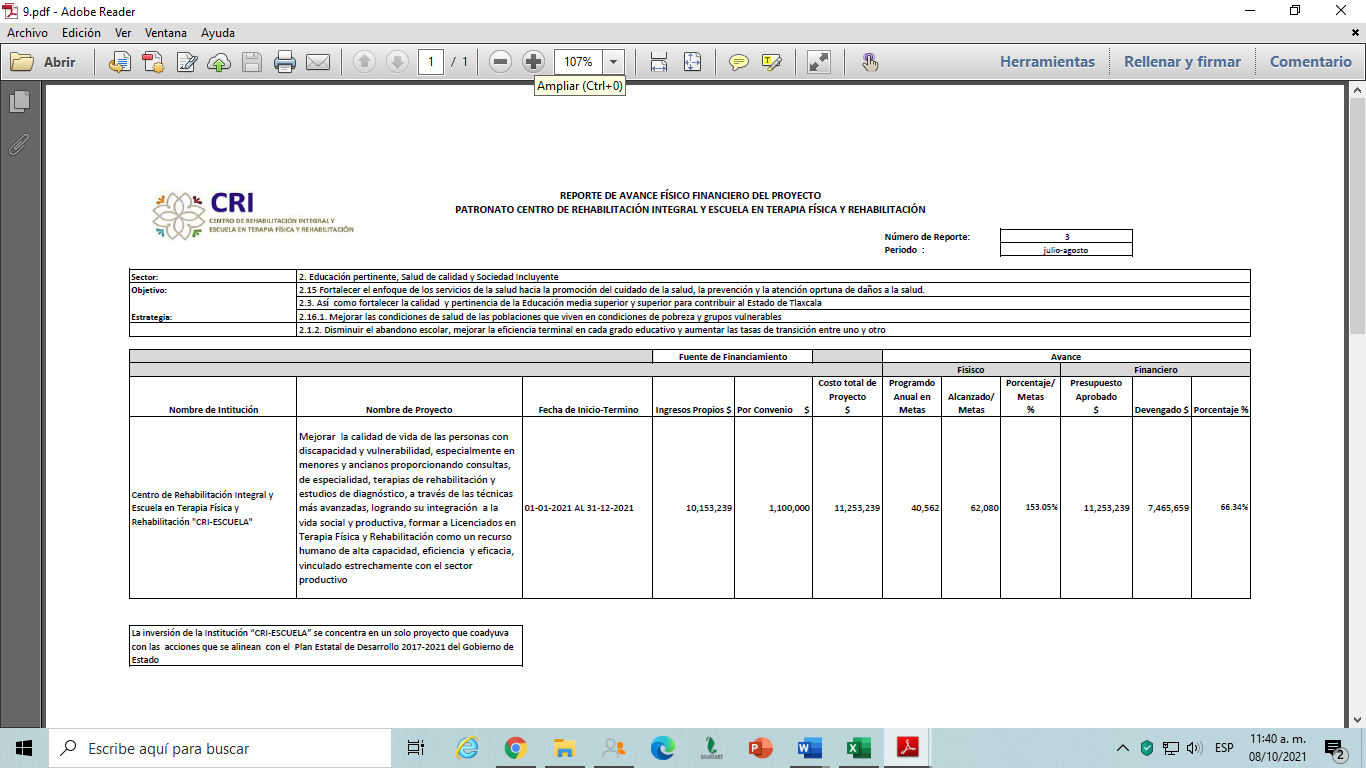 9.pdf - Adobe Reader
Archivo Edición Ver Ventana Ayuda
Abrir 1 / 1 107% Herramientas Rellenar y firmar Comentario
Ampliar (Ctrl+0)
CRI
CENTRO DE REHABILITACIÓN INTEGRAL Y
ESCUELA EN TERAPIA FÍSICA Y REHABILITACIÓN
REPORTE DE AVANCE FÍSICO FINANCIERO DEL PROYECTO
PATRONATO CENTRO DE REHABILITACIÓN INTEGRAL Y ESCUELA EN TERAPIA FÍSICA Y REHABILITACIÓN
Número de Reporte: 3
Periodo : julio-agosto
Sector: 2. Educación pertinente, Salud de calidad y Sociedad Incluyente
Objetivo: 2.15 Fortalecer el enfoque de los servicios de la salud hacia la promoción del cuidado de la salud, la prevención y la atención oprtuna de daños a la salud.
2.3. Así como fortalecer la calidad y pertinencia de la Educación media superior y superior para contribuir al Estado de Tlaxcala
Estrategia: 2.16.1. Mejorar las condiciones de salud de las poblaciones que viven en condiciones de pobreza y grupos vulnerables
2.1.2. Disminuir el abandono escolar, mejorar la eficiencia terminal en cada grado educativo y aumentar las tasas de transición entre uno y otro
Fuente de Financiamiento Avance
Fisisco Financiero
Nombre de Intitución
Nombre de Proyecto
Fecha de Inicio-Termino
Ingresos Propios $
Por Convenio $
Costo total de
Proyecto
$
Programdo
Anual en
Metas
Alcanzado/
Metas
Porcentaje/
Metas
%
Presupuesto
Aprobado
$
Devengado $
Porcentaje %
Centro de Rehabilitación Integral y
Escuela en Terapia Física y
Rehabilitación "CRI-ESCUELA"
Mejorar la calidad de vida de las personas con
discapacidad y vulnerabilidad, especialmente en
menores y ancianos proporcionando consultas,
de especialidad, terapias de rehabilitación y
estudios de diagnóstico, a través de las técnicas
más avanzadas, logrando su integración a la
vida social y productiva, formar a Licenciados en
Terapia Física y Rehabilitación como un recurso
humano de alta capacidad, eficiencia y eficacia,
vinculado estrechamente con el sector
productivo
01-01-2021 AL 31-12-2021
10,153,239
1,100,000
11,253,239
40,562
62,080
153.05%
11,253,239
7,465,659
66.34%
La inversión de la Institución “CRI-ESCUELA” se concentra en un solo proyecto que coadyuva
con las acciones que se alinean con el Plan Estatal de Desarrollo 2017-2021 del Gobierno de
Estado
Escribe aquí para buscar
ESP
11:40 a. m.
08/10/2021
2